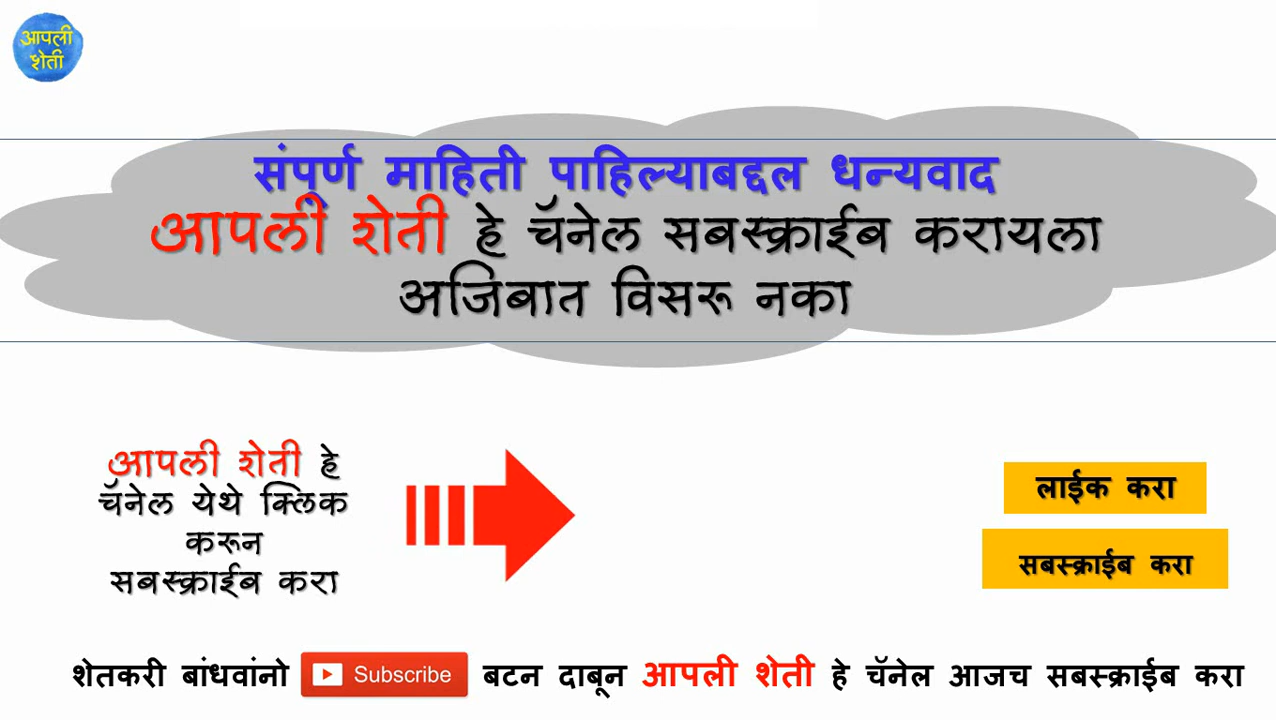 आपली
शेती
संपूर्ण माहिती पाहिल्याबद्दल धन्यवाद
आपली शेती हे चॅनेल सबस्क्राईब करायला
अजिबात विसरू नका
आपली शेती हे
चॅनेल येथे क्लिक
करून
सबस्क्राईब करा
लाईक करा
सबस्क्राईब करा
शेतकरी बांधवांनो Subscribe बटन दाबून आपली शेती हे चॅनेल आजच सबस्क्राईब करा